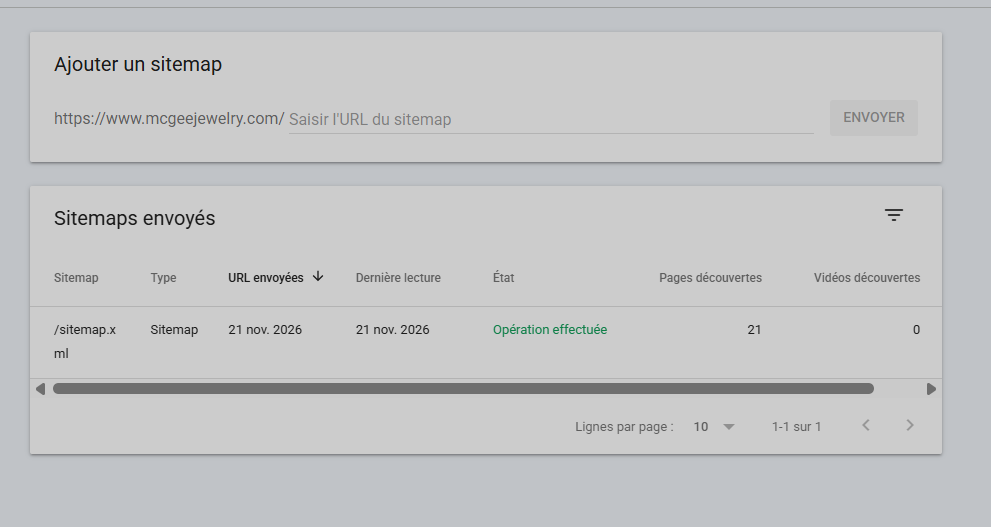 Ajouter un sitemap
https://www.mcgeejewelry.com/ Saisir l'URL du sitemap ENVOYER
Sitemaps envoyés
Sitemap Type URL envoyées Dernière lecture État Pages découvertes Vidéos découvertes
/sitemap.x Sitemap 21 nov. 2026 21 nov. 2026 Opération effectuée 21 0
ml
Lignes par page : 10 1-1 sur 1